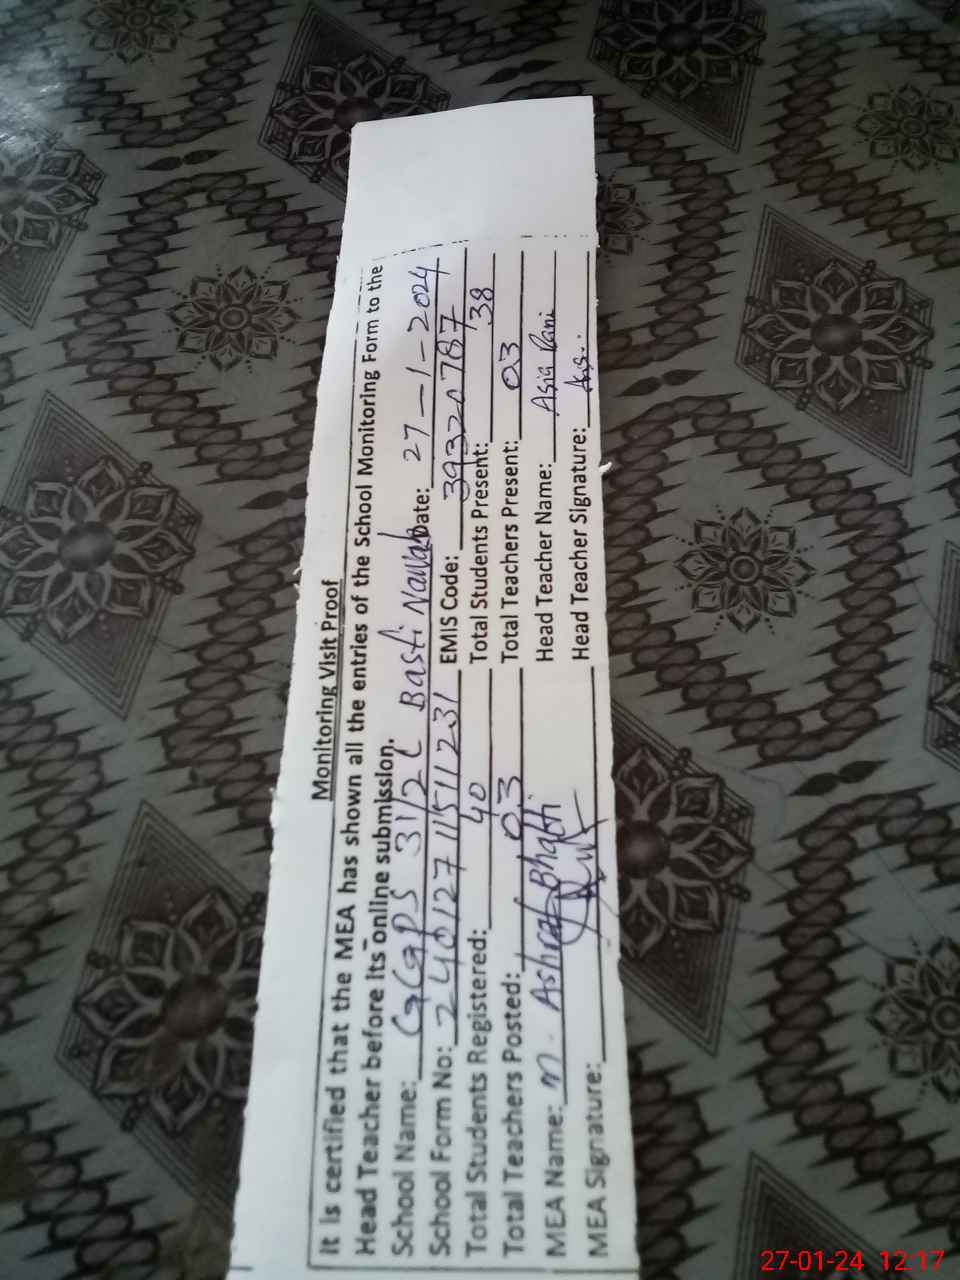 Monitoring Visit Proof
It is certified that the MEA has shown all the entries of the School Monitoring Form to the
Head Teacher before its online submission.
School Name: GGPS 31/2L Basti Nawab Date: 27-1-2024
School Form No: 240127115111231 EMIS Code: 39320787
Total Students Registered: 40 Total Students Present: 38
Total Teachers Posted: 03 Total Teachers Present: 03
MEA Name: M. Ashraf Bhatti Head Teacher Name: Asia Rani
MEA Signature: Head Teacher Signature:
27-01-24 12:17